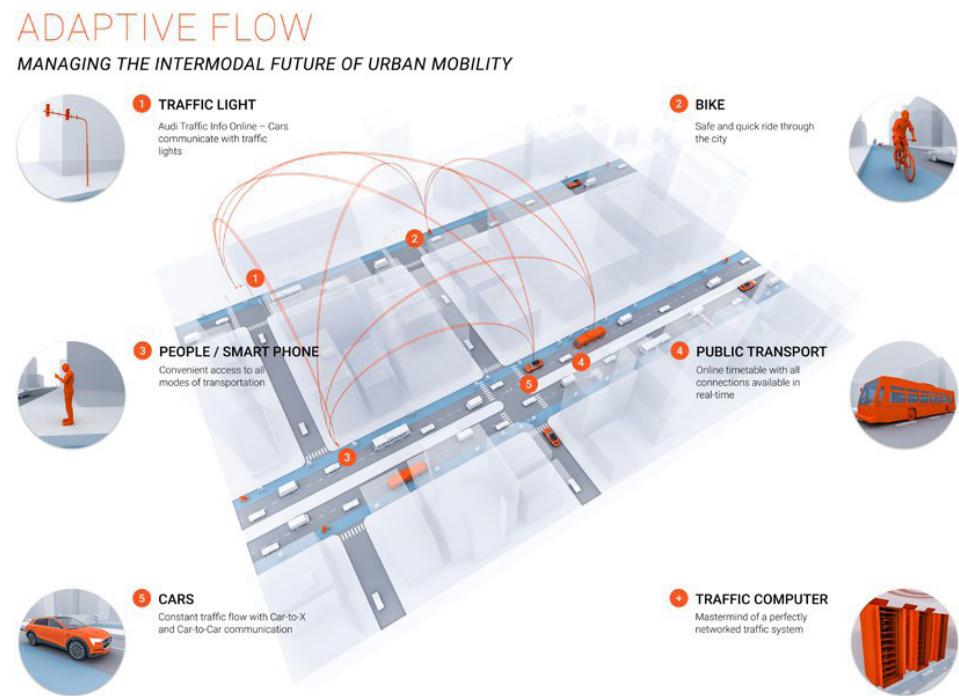 ADAPTIVE FLOW
MANAGING THE INTERMODAL FUTURE OF URBAN MOBILITY
1 TRAFFIC LIGHT
Audi Traffic Info Online – Cars
communicate with traffic
lights
2 BIKE
Safe and quick ride through
the city
2
1
3 PEOPLE / SMART PHONE
Convenient access to all
modes of transportation
4 PUBLIC TRANSPORT
Online timetable with all
connections available in
real-time
4
5
3
5 CARS
Constant traffic flow with Car-to-X
and Car-to-Car communication
+ TRAFFIC COMPUTER
Mastermind of a perfectly
networked traffic system